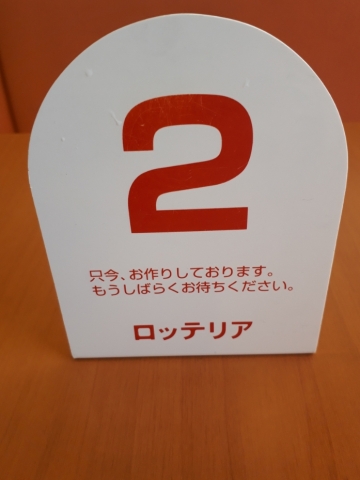 2
只今、お作りしております。
もうしばらくお待ちください。
ロッテリア